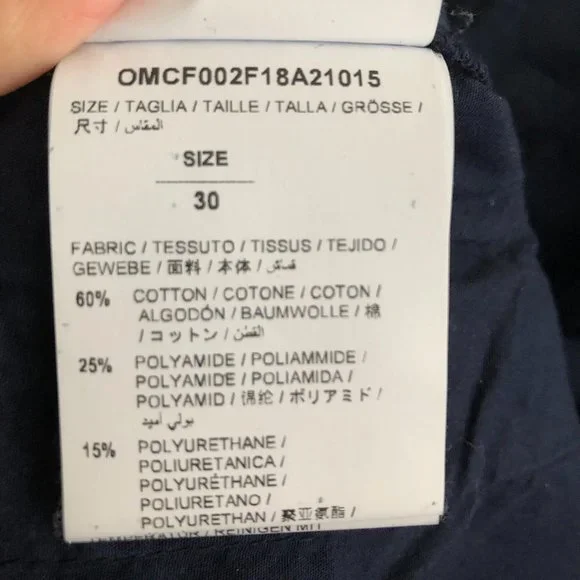 OMCF002F18A21015
SIZE / TAGLIA / TAILLE / TALLA / GRÖSSE /
尺寸 / المقاس
SIZE
30
FABRIC / TESSUTO / TISSUS / TEJIDO /
GEWEBE / 面料 / 本体 / قماش
60% COTTON / COTONE / COTON /
ALGODÓN / BAUMWOLLE / 棉
/ コットン / القطن
25% POLYAMIDE / POLIAMMIDE /
POLYAMIDE / POLIAMIDA /
POLYAMID / 锦纶 / ポリアミド /
بولي أميد
15% POLYURETHANE /
POLIURETANICA /
POLYURÉTHANE /
POLIURETANO /
POLYURETHAN / 聚亚氨酯 /
REINIGEN MIT